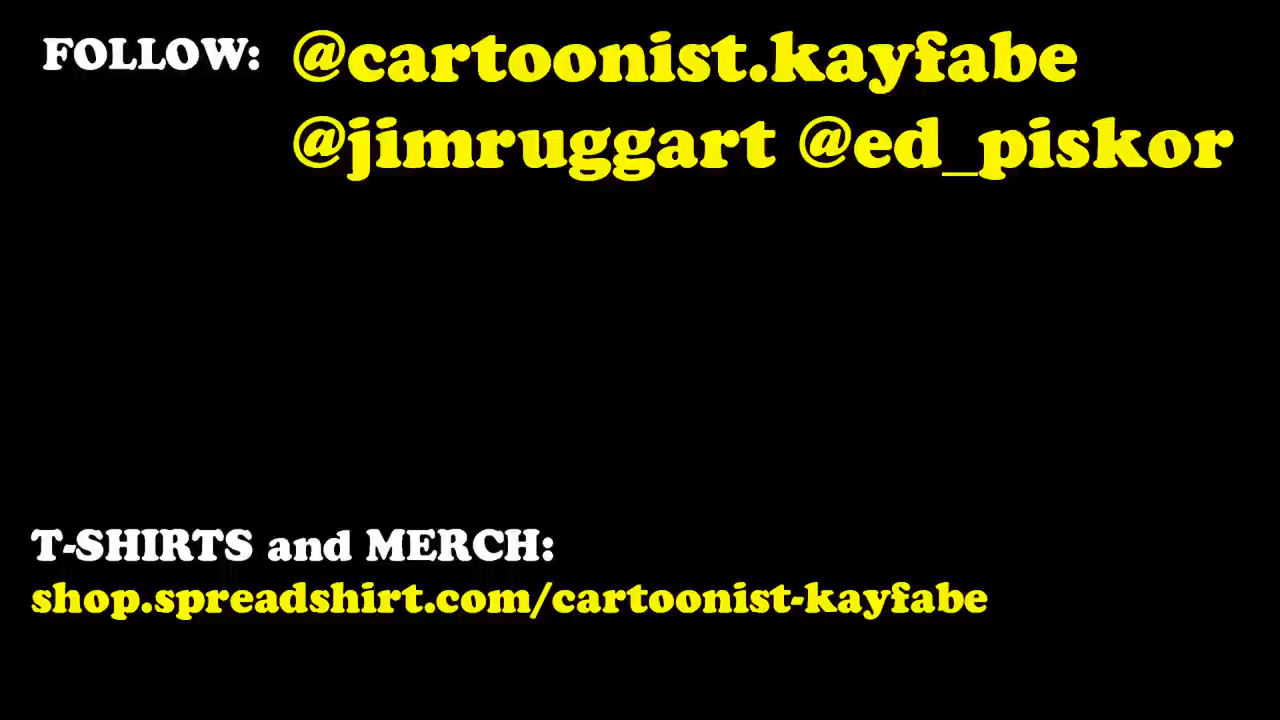 FOLLOW: @cartoonist.kayfabe
@jimruggart @ed_piskor
T-SHIRTS and MERCH:
shop.spreadshirt.com/cartoonist-kayfabe